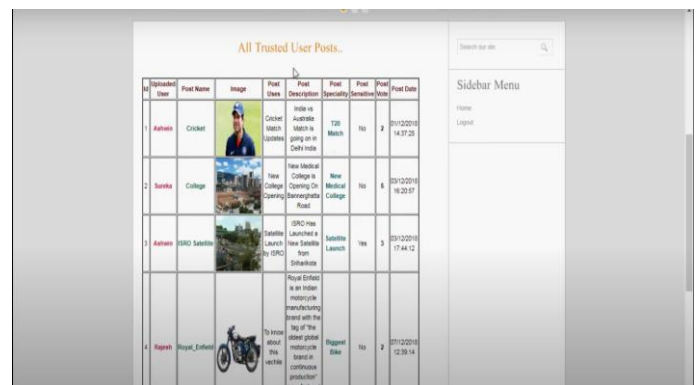 All Trusted User Posts..
Search our site
Sidebar Menu
Home
Logout
Id Uploaded User Post Name Image Post Uses Post Description Post Speciality Post Sensitive Post Vote Post Date
1 Ashwin Cricket Cricket Match Updates India vs Australia Match is going on in Delhi India T20 Match No 2 01/12/2018 14:37:25
2 Sureka College New College Opening New Medical College is Opening On Bannerghatta Road New Medical College No 6 03/12/2018 16:20:57
3 Ashwin ISRO Satellite Satellite Launch by ISRO ISRO Has Launched a New Satellite from Sriharikota Satellite Launch Yes 3 03/12/2018 17:44:12
4 Rajesh Royal_Enfield To know about this vechile Royal Enfield is an Indian motorcycle manufacturing brand with the tag of "the oldest global motorcycle brand in continuous production" Biggest Bike No 2 07/12/2018 12:39:14